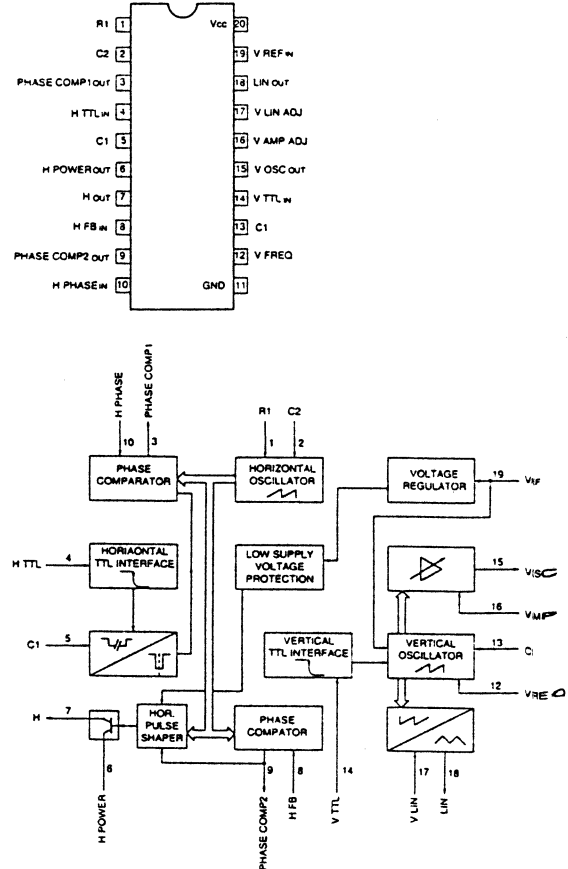 R1 1
C2 2
PHASE COMP1 OUT 3
H TTL IN 4
C1 5
H POWER OUT 6
H OUT 7
H FB IN 8
PHASE COMP2 OUT 9
H PHASE IN 10
Vcc 20
19 V REF IN
18 LIN OUT
17 V LIN ADJ
16 V AMP ADJ
15 V OSC OUT
14 V TTL IN
13 C1
12 V FREQ
GND 11
H PHASE
PHASE COMP1
10 3
R1 C2
1 2
PHASE
COMPARATOR
HORIZONTAL
OSCILLATOR
VOLTAGE
REGULATOR
19
H TTL 4
HORIAONTAL
TTL INTERFACE
LOW SUPPLY
VOLTAGE
PROTECTION
15
16
C1 5
VERTICAL
TTL INTERFACE
VERTICAL
OSCILLATOR
13
12
H 7
HOR.
PULSE
SHAPER
PHASE
COMPATOR
6
9 8 14 17 18
H POWER
PHASE COMP2
H FB
V TTL
V LIN
LIN